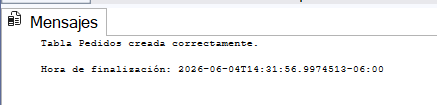 Mensajes
Tabla Pedidos creada correctamente.
Hora de finalización: 2026-06-04T14:31:56.9974513-06:00